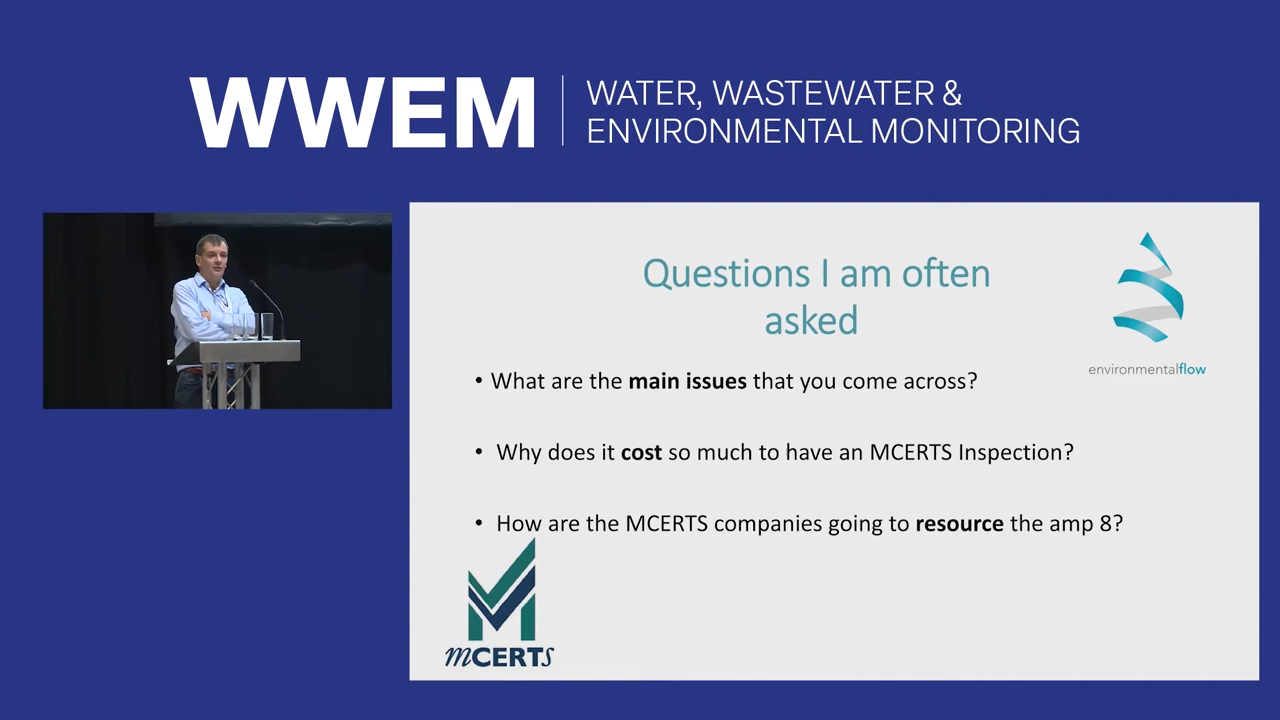 WWEM
WATER, WASTEWATER &
ENVIRONMENTAL MONITORING
Questions I am often
asked
environmentalflow
• What are the main issues that you come across?
• Why does it cost so much to have an MCERTS Inspection?
• How are the MCERTS companies going to resource the amp 8?
mCERTs